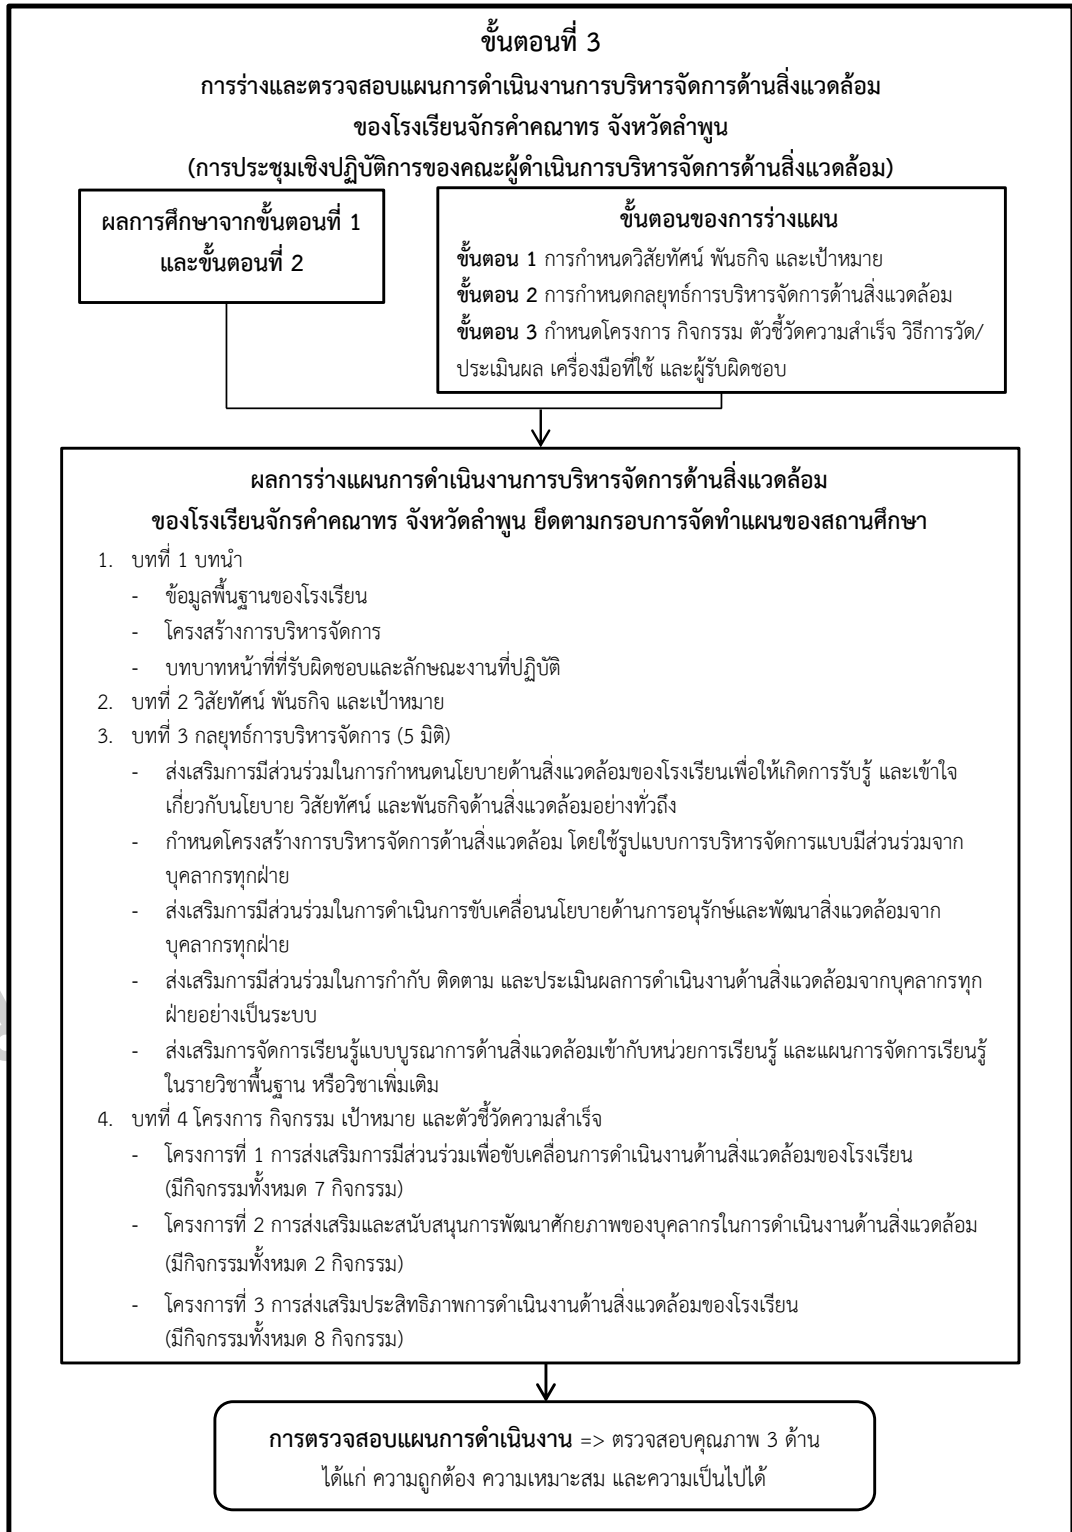 ขั้นตอนที่ 3
การร่างและตรวจสอบแผนการดำเนินงานการบริหารจัดการด้านสิ่งแวดล้อม
ของโรงเรียนจักรคำคณาทร จังหวัดลำพูน
(การประชุมเชิงปฏิบัติการของคณะผู้ดำเนินการบริหารจัดการด้านสิ่งแวดล้อม)
ผลการศึกษาจากขั้นตอนที่ 1
และขั้นตอนที่ 2
ขั้นตอนของการร่างแผน
ขั้นตอน 1 การกำหนดวิสัยทัศน์ พันธกิจ และเป้าหมาย
ขั้นตอน 2 การกำหนดกลยุทธ์การบริหารจัดการด้านสิ่งแวดล้อม
ขั้นตอน 3 กำหนดโครงการ กิจกรรม ตัวชี้วัดความสำเร็จ วิธีการวัด/
ประเมินผล เครื่องมือที่ใช้ และผู้รับผิดชอบ
ผลการร่างแผนการดำเนินงานการบริหารจัดการด้านสิ่งแวดล้อม
ของโรงเรียนจักรคำคณาทร จังหวัดลำพูน ยึดตามกรอบการจัดทำแผนของสถานศึกษา
1. บทที่ 1 บทนำ
- ข้อมูลพื้นฐานของโรงเรียน
- โครงสร้างการบริหารจัดการ
- บทบาทหน้าที่ที่รับผิดชอบและลักษณะงานที่ปฏิบัติ
2. บทที่ 2 วิสัยทัศน์ พันธกิจ และเป้าหมาย
3. บทที่ 3 กลยุทธ์การบริหารจัดการ (5 มิติ)
- ส่งเสริมการมีส่วนร่วมในการกำหนดนโยบายด้านสิ่งแวดล้อมของโรงเรียนเพื่อให้เกิดการรับรู้ และเข้าใจ
เกี่ยวกับนโยบาย วิสัยทัศน์ และพันธกิจด้านสิ่งแวดล้อมอย่างทั่วถึง
- กำหนดโครงสร้างการบริหารจัดการด้านสิ่งแวดล้อม โดยใช้รูปแบบการบริหารจัดการแบบมีส่วนร่วมจาก
บุคลากรทุกฝ่าย
- ส่งเสริมการมีส่วนร่วมในการดำเนินการขับเคลื่อนนโยบายด้านการอนุรักษ์และพัฒนาสิ่งแวดล้อมจาก
บุคลากรทุกฝ่าย
- ส่งเสริมการมีส่วนร่วมในการกำกับ ติดตาม และประเมินผลการดำเนินงานด้านสิ่งแวดล้อมจากบุคลากรทุก
ฝ่ายอย่างเป็นระบบ
- ส่งเสริมการจัดการเรียนรู้แบบบูรณาการด้านสิ่งแวดล้อมเข้ากับหน่วยการเรียนรู้ และแผนการจัดการเรียนรู้
ในรายวิชาพื้นฐาน หรือวิชาเพิ่มเติม
4. บทที่ 4 โครงการ กิจกรรม เป้าหมาย และตัวชี้วัดความสำเร็จ
- โครงการที่ 1 การส่งเสริมการมีส่วนร่วมเพื่อขับเคลื่อนการดำเนินงานด้านสิ่งแวดล้อมของโรงเรียน
(มีกิจกรรมทั้งหมด 7 กิจกรรม)
- โครงการที่ 2 การส่งเสริมและสนับสนุนการพัฒนาศักยภาพของบุคลากรในการดำเนินงานด้านสิ่งแวดล้อม
(มีกิจกรรมทั้งหมด 2 กิจกรรม)
- โครงการที่ 3 การส่งเสริมประสิทธิภาพการดำเนินงานด้านสิ่งแวดล้อมของโรงเรียน
(มีกิจกรรมทั้งหมด 8 กิจกรรม)
การตรวจสอบแผนการดำเนินงาน => ตรวจสอบคุณภาพ 3 ด้าน
ได้แก่ ความถูกต้อง ความเหมาะสม และความเป็นไปได้